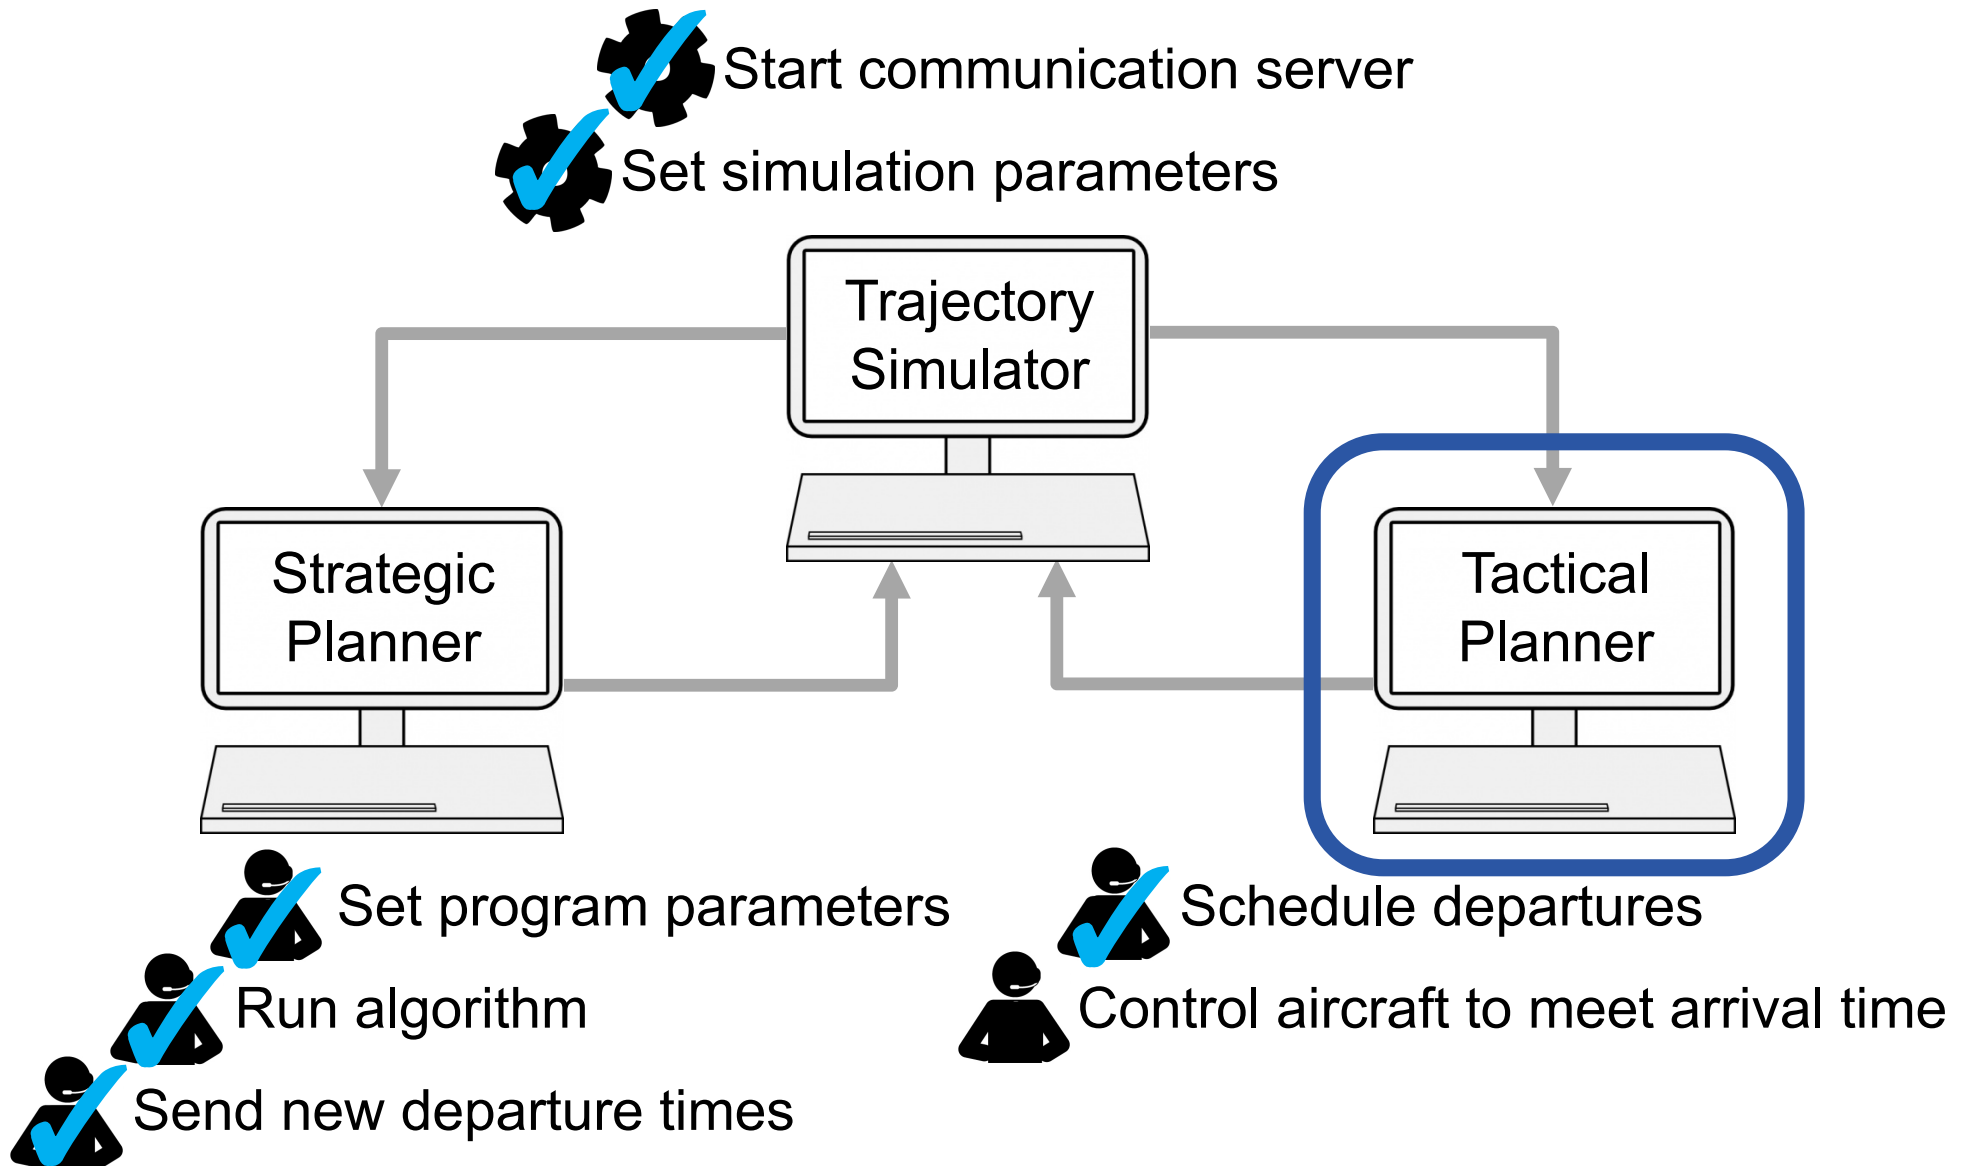 Start communication server
Set simulation parameters
Trajectory
Simulator
Strategic
Planner
Tactical
Planner
Set program parameters
Run algorithm
Send new departure times
Schedule departures
Control aircraft to meet arrival time